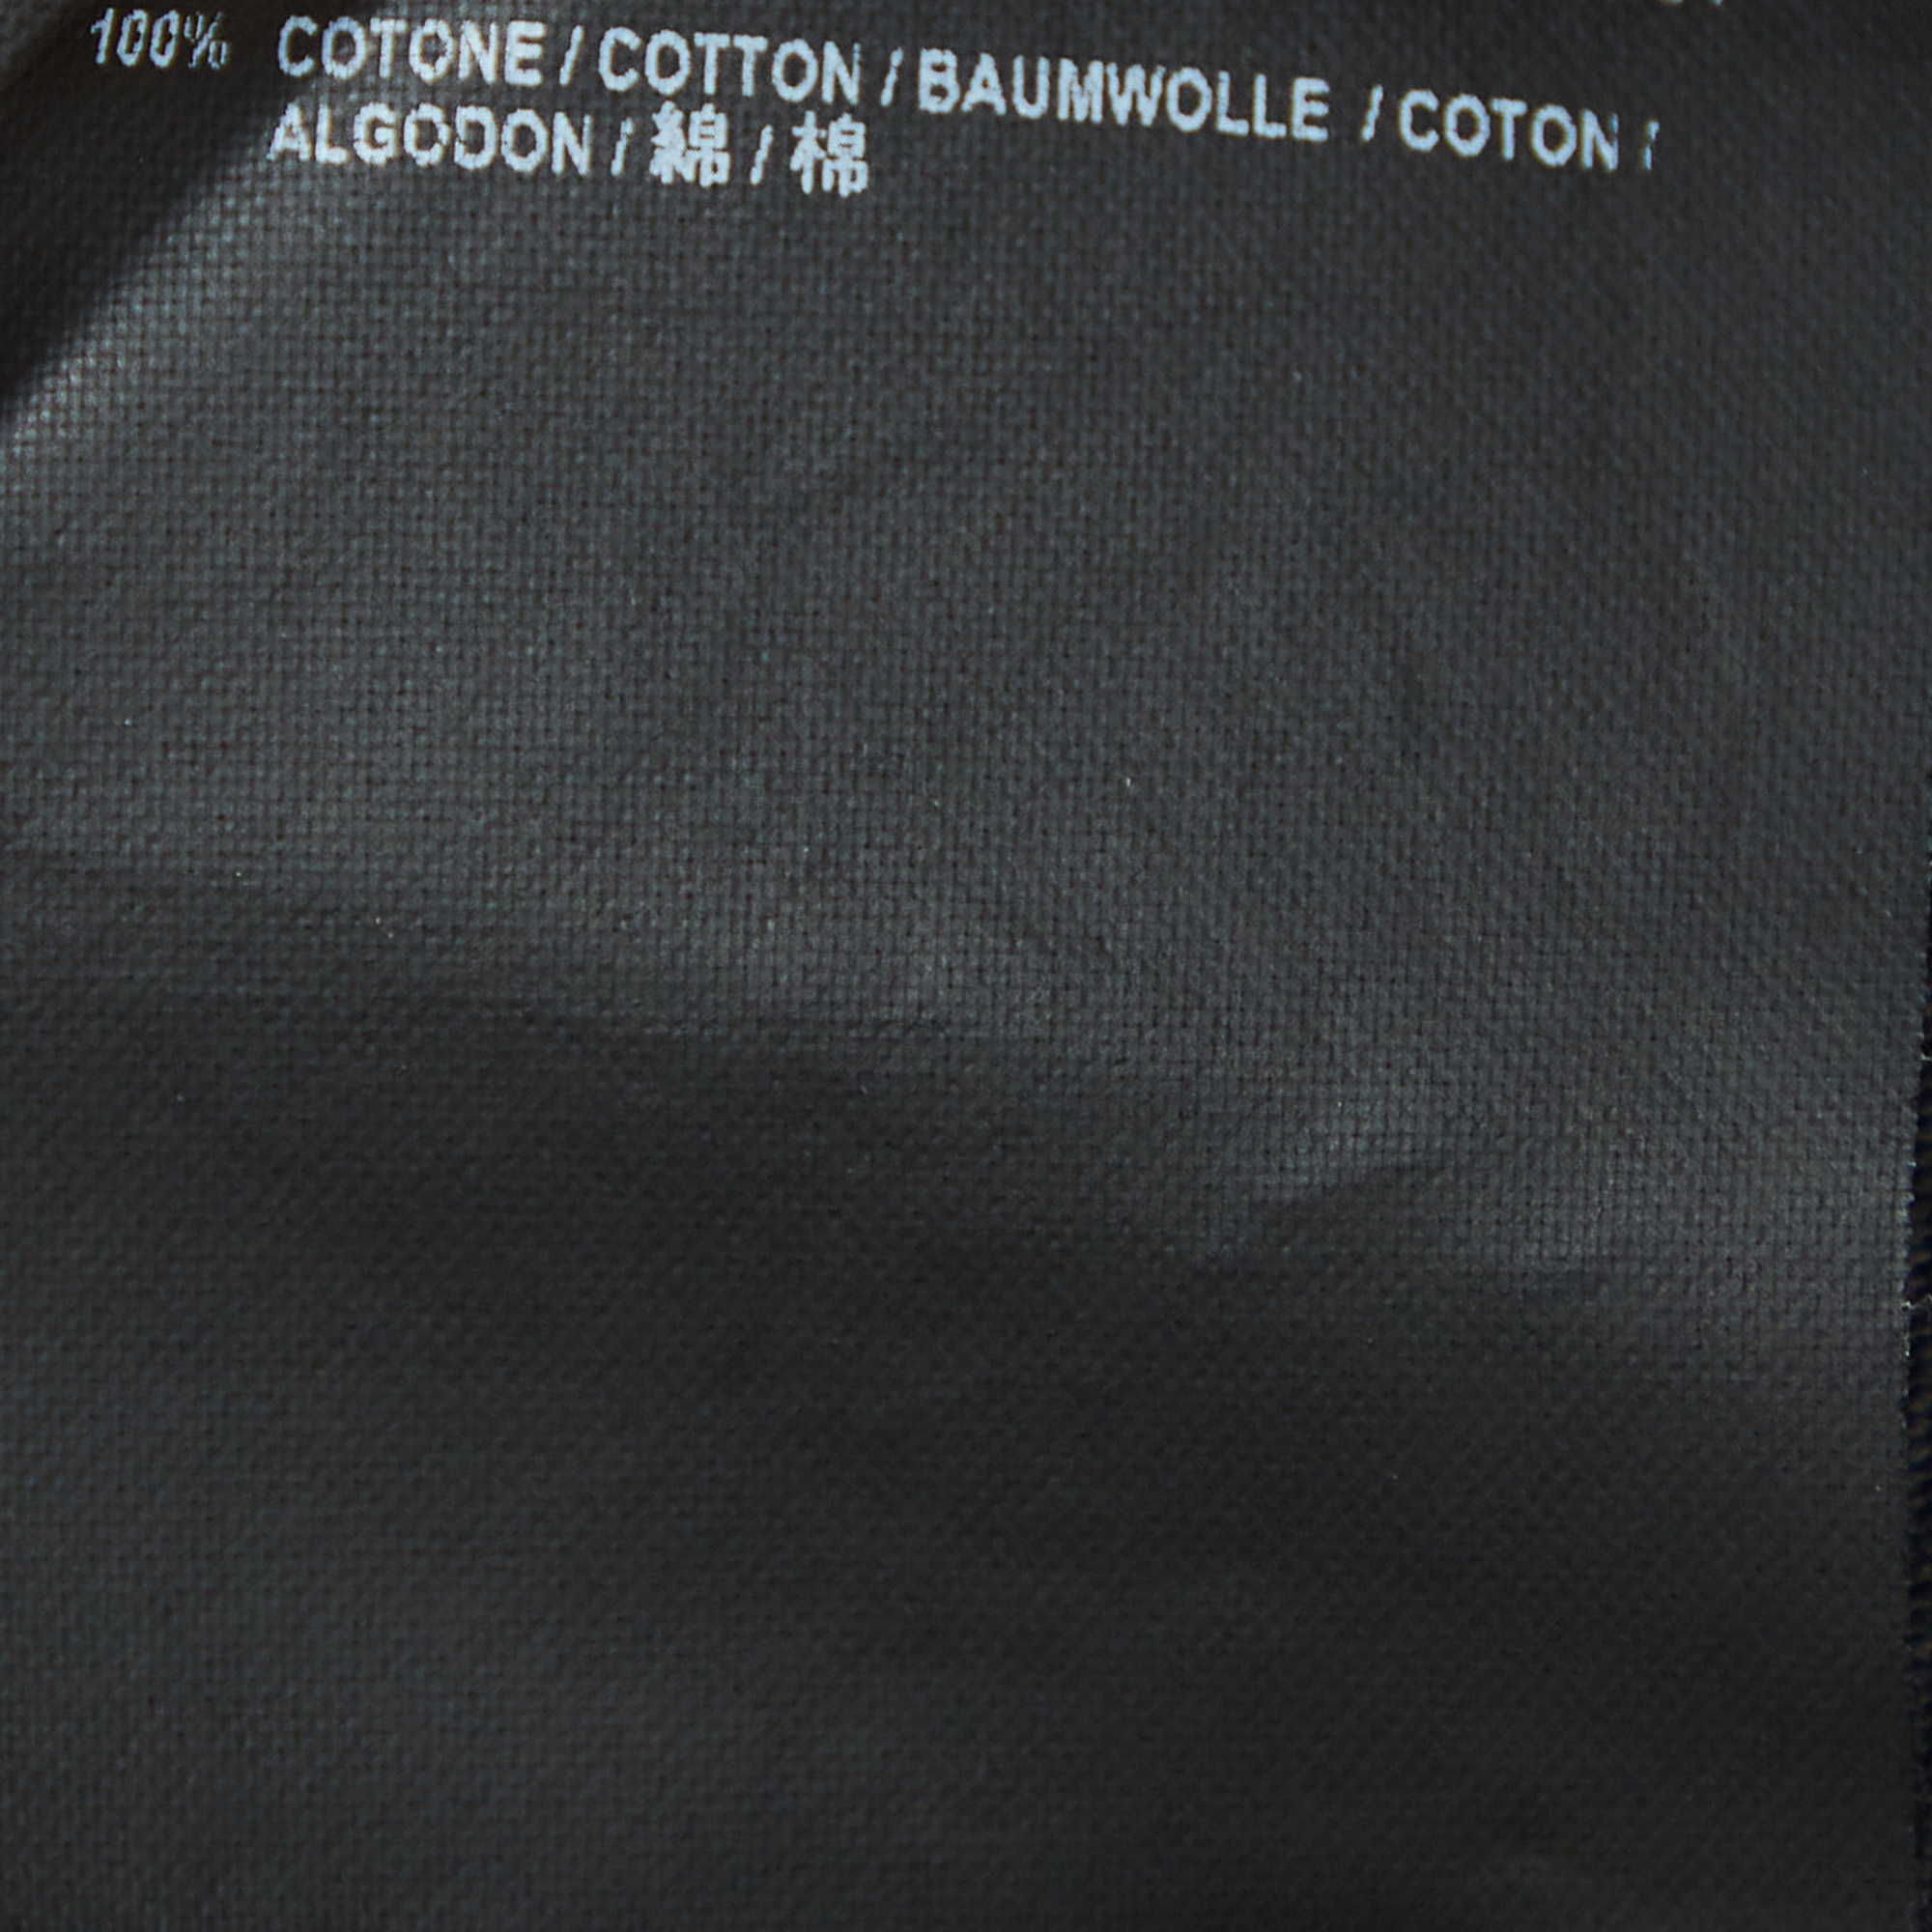 100% COTONE / COTTON / BAUMWOLLE / COTON /
ALGODON / 綿 / 棉